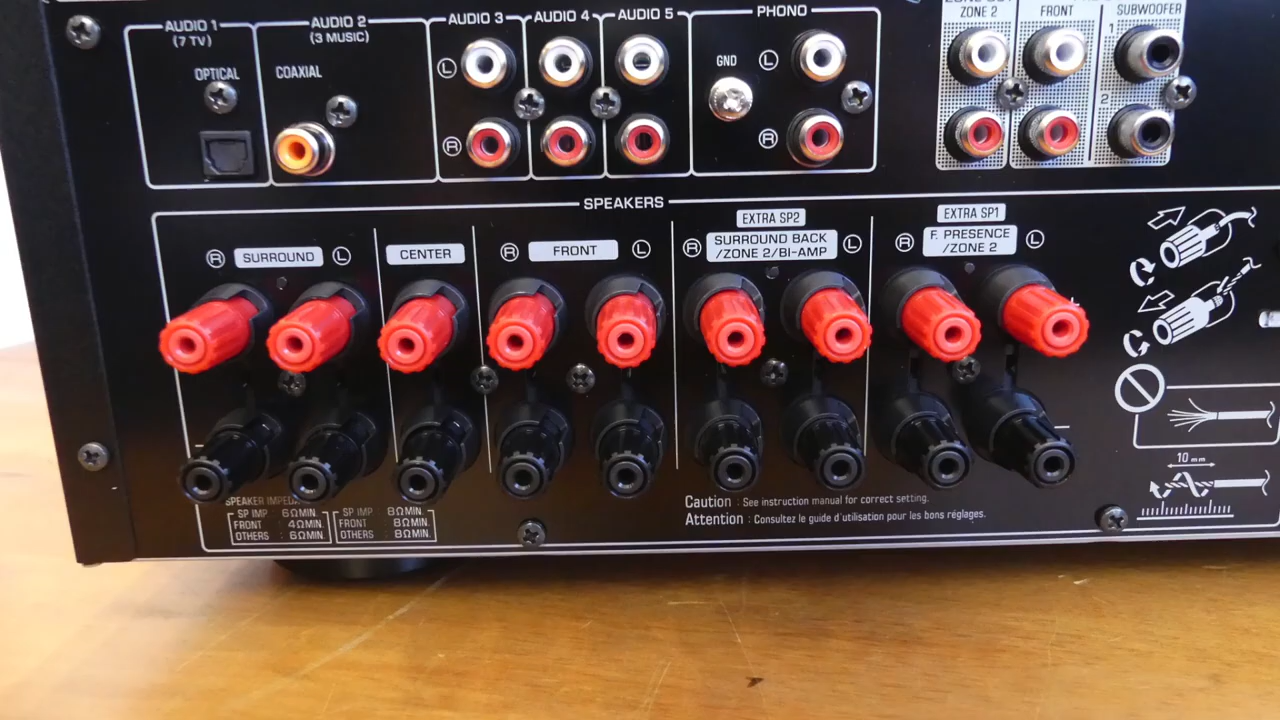 AUDIO 1
(7 TV)
AUDIO 2
(3 MUSIC)
AUDIO 3
AUDIO 4
AUDIO 5
PHONO
ZONE 2
FRONT
SUBWOOFER
OPTICAL
COAXIAL
L
R
GND
L
R
1
2
SPEAKERS
EXTRA SP2
EXTRA SP1
R SURROUND L
CENTER
R FRONT L
R SURROUND BACK L
/ZONE 2/BI-AMP
R F. PRESENCE L
/ZONE 2
10 mm
SPEAKER
SP IMP. 6ΩMIN.
FRONT : 4ΩMIN.
OTHERS : 6ΩMIN.
SP IMP. 8ΩMIN.
FRONT : 8ΩMIN.
OTHERS : 8ΩMIN.
Caution : See instruction manual for correct setting.
Attention : Consultez le guide d'utilisation pour les bons réglages.